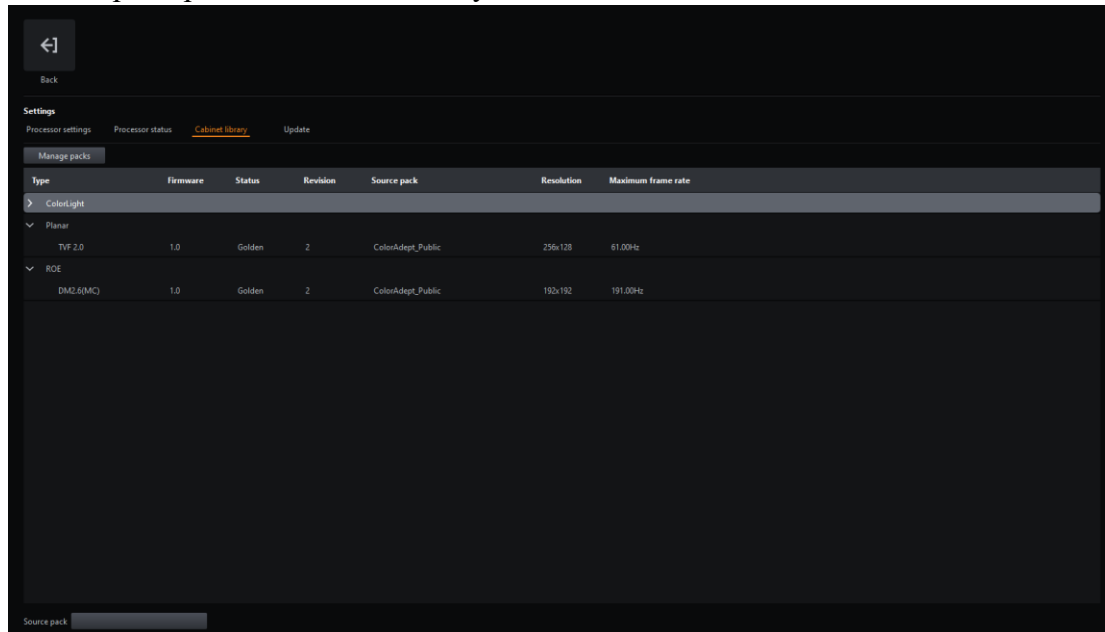 Back
Settings
Processor settings Processor status Cabinet library Update
Manage packs
Type Firmware Status Revision Source pack Resolution Maximum frame rate
ColorLight
Planar
TVF 2.0 1.0 Golden 2 ColorAdept_Public 256x128 61.00Hz
ROE
DM2.6(MC) 1.0 Golden 2 ColorAdept_Public 192x192 191.00Hz
Source pack